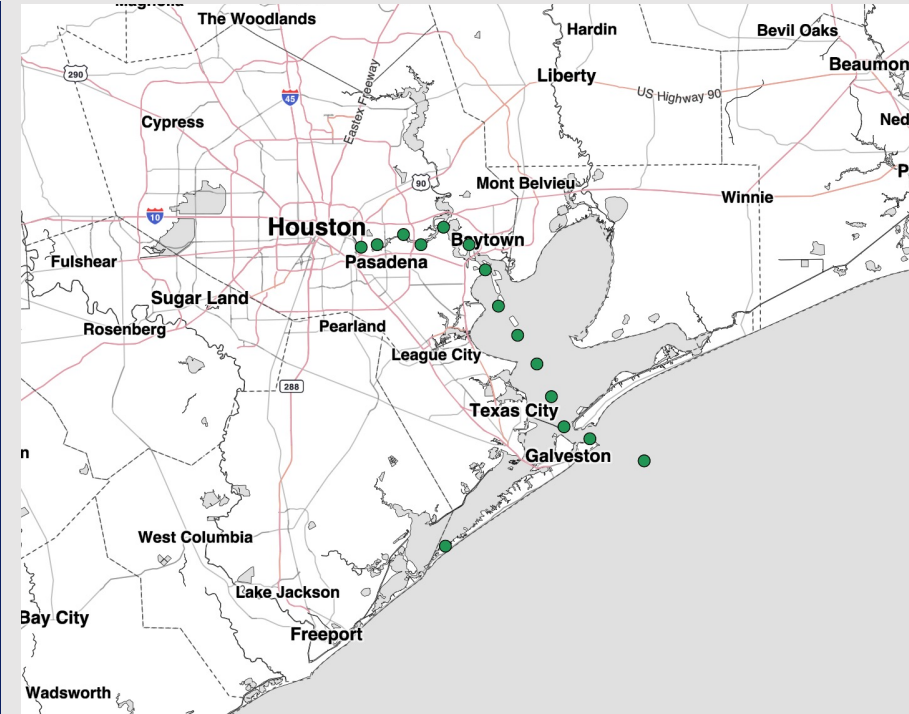 The Woodlands
Hardin
Bevil Oaks
290
Liberty
Beaumon
45
Eastex Freeway
US Highway 90
Cypress
Ned
90
Mont Belvieu
P
10
Winnie
Houston
Baytown
Fulshear
Pasadena
Sugar Land
Rosenberg
Pearland
League City
288
Texas City
n
Galveston
West Columbia
Lake Jackson
Bay City
Freeport
Wadsworth